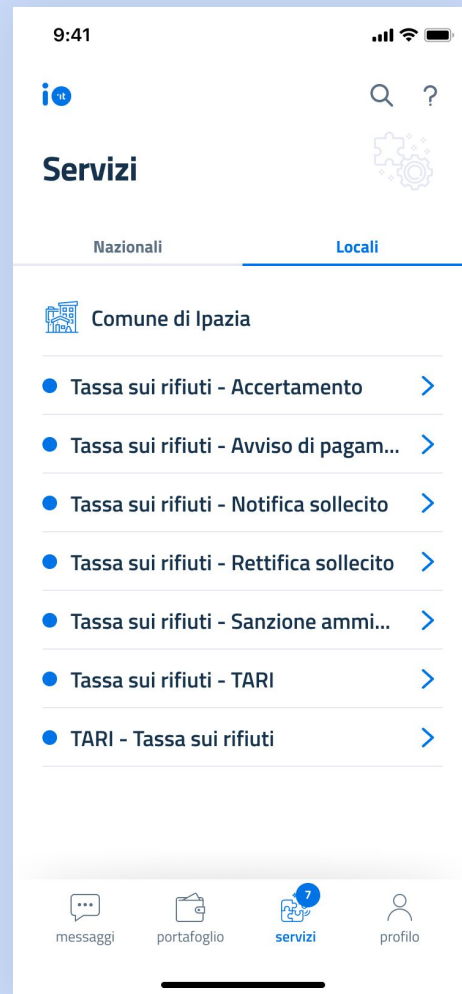 9:41
io it
?
Servizi
Nazionali Locali
Comune di Ipazia
Tassa sui rifiuti - Accertamento
Tassa sui rifiuti - Avviso di pagam...
Tassa sui rifiuti - Notifica sollecito
Tassa sui rifiuti - Rettifica sollecito
Tassa sui rifiuti - Sanzione ammi...
Tassa sui rifiuti - TARI
TARI - Tassa sui rifiuti
7
messaggi portafoglio servizi profilo